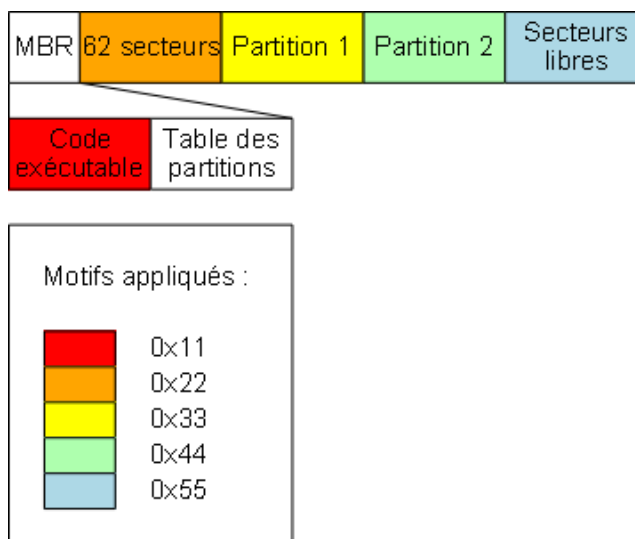 MBR
62 secteurs
Partition 1
Partition 2
Secteurs
libres
Code
exécutable
Table des
partitions
Motifs appliqués :
0x11
0x22
0x33
0x44
0x55